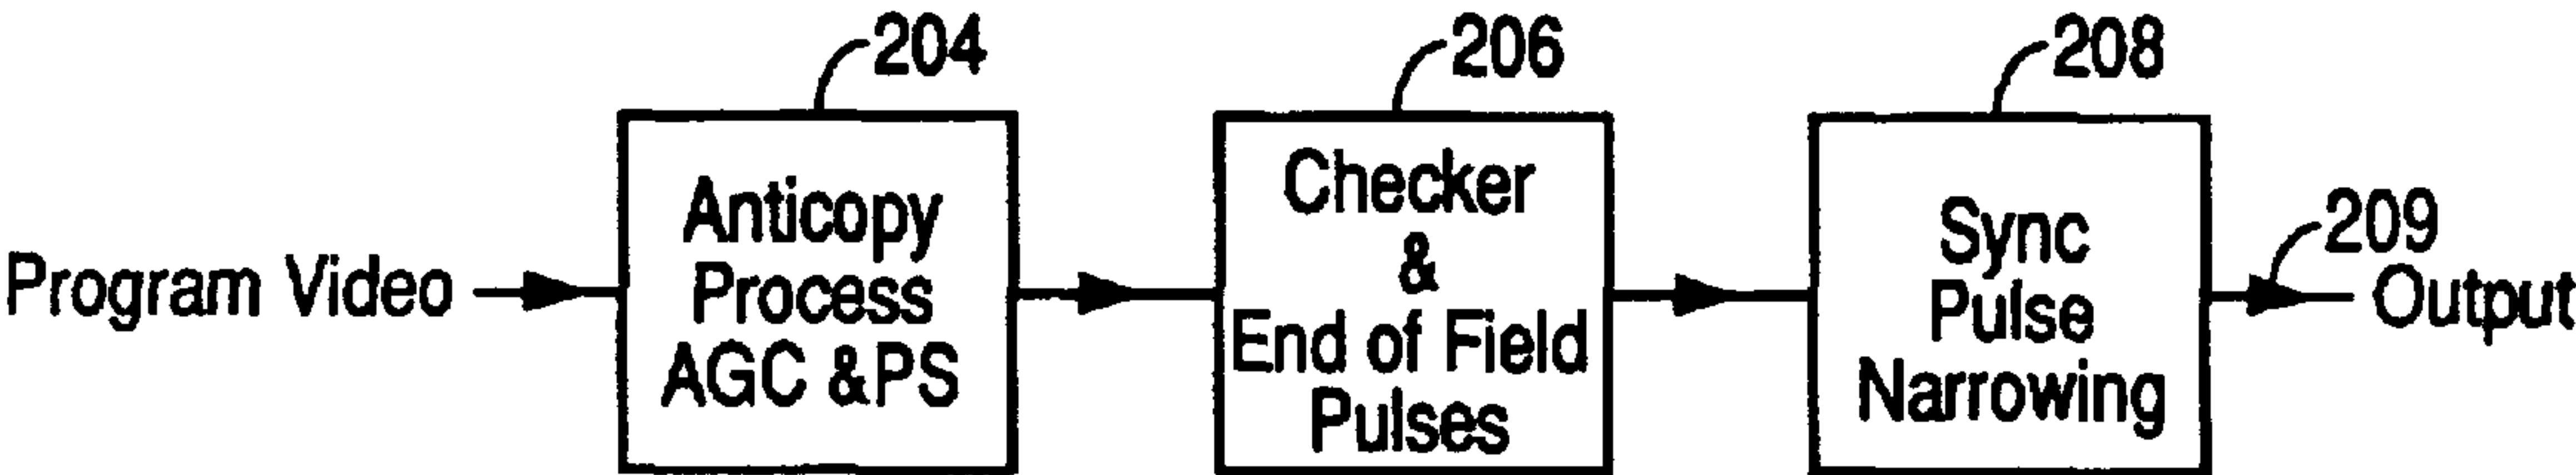 204
206
208
Program Video
Anticopy
Process
AGC &PS
Checker
&
End of Field
Pulses
Sync
Pulse
Narrowing
209
Output